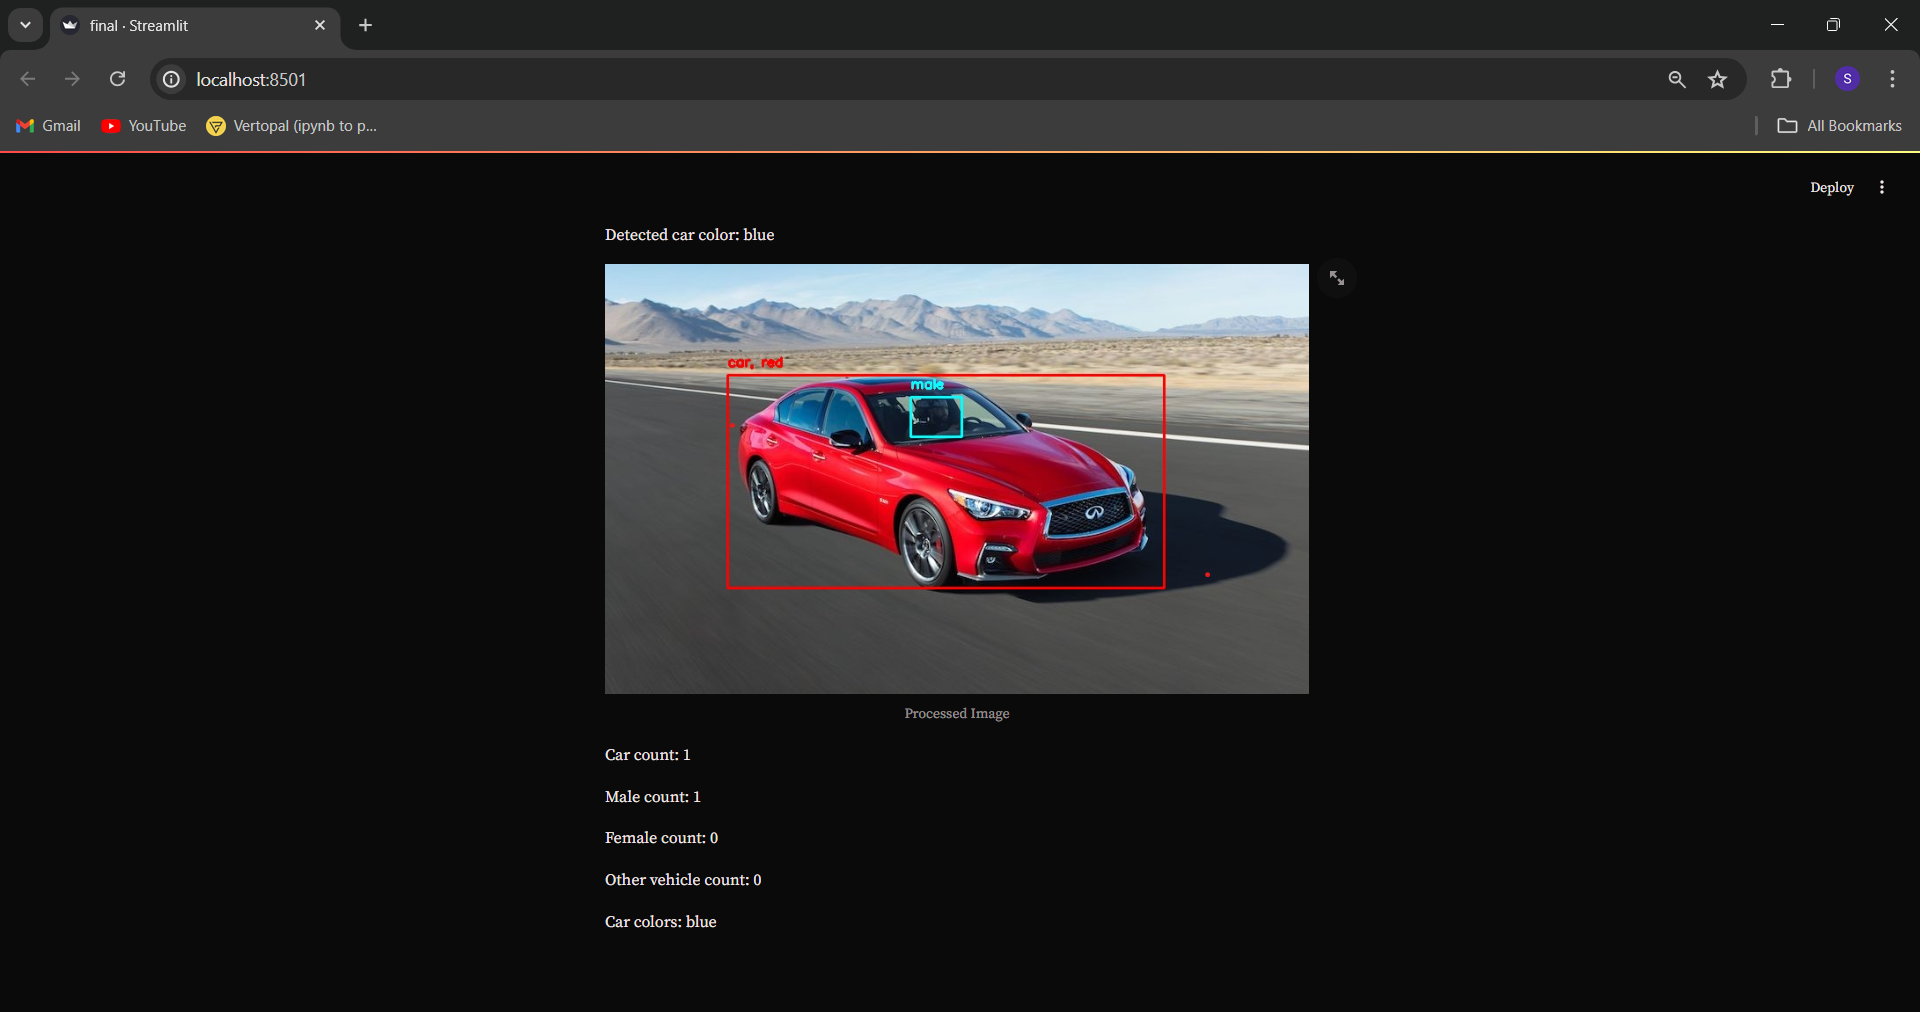 final · Streamlit
localhost:8501
S
Gmail
YouTube
Vertopal (ipynb to p...
All Bookmarks
Deploy
Detected car color: blue
car, red
male
Processed Image
Car count: 1
Male count: 1
Female count: 0
Other vehicle count: 0
Car colors: blue